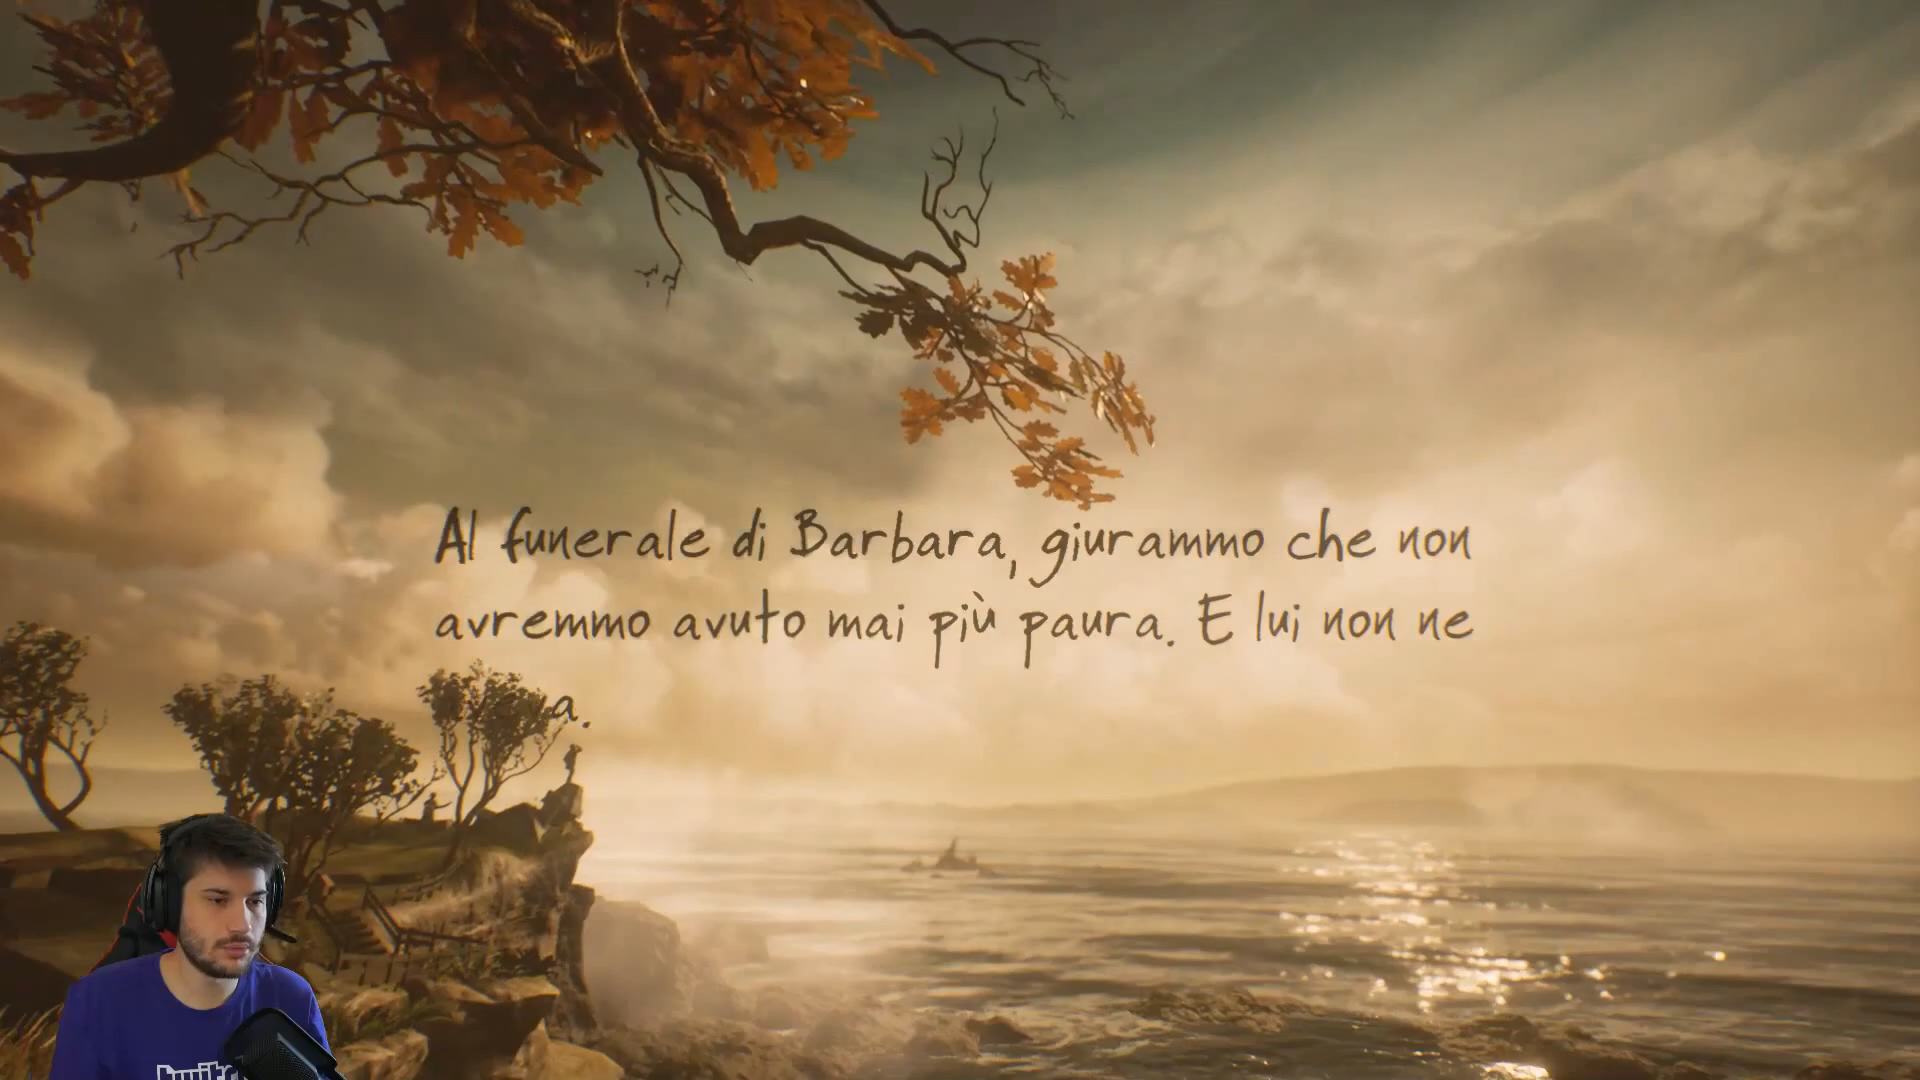 Al funerale di Barbara, giurammo che non
avremmo avuto mai più paura. E lui non ne